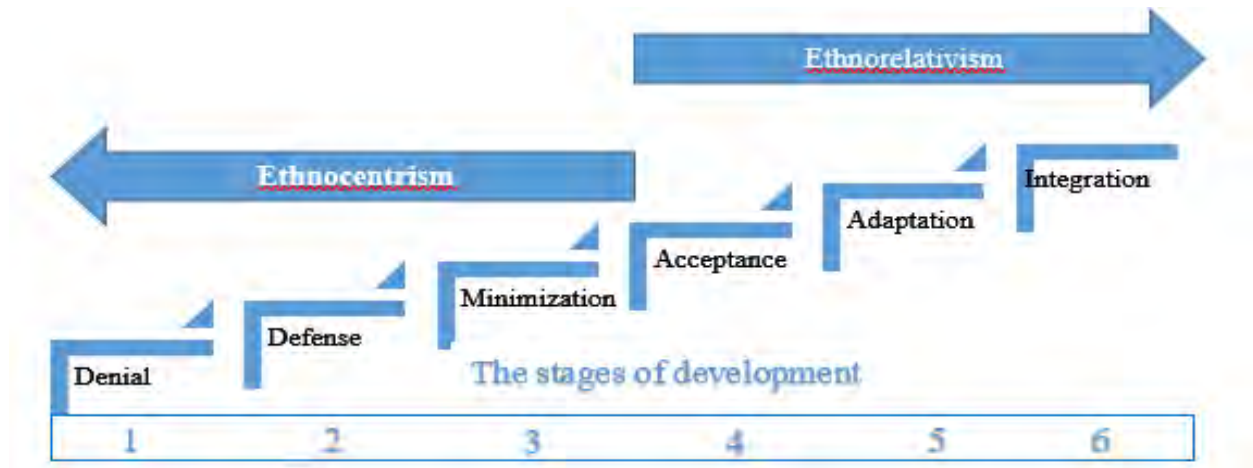 Ethnorelativism
Ethnocentrism
Integration
Adaptation
Acceptance
Minimization
Defense
Denial
The stages of development
1 2 3 4 5 6